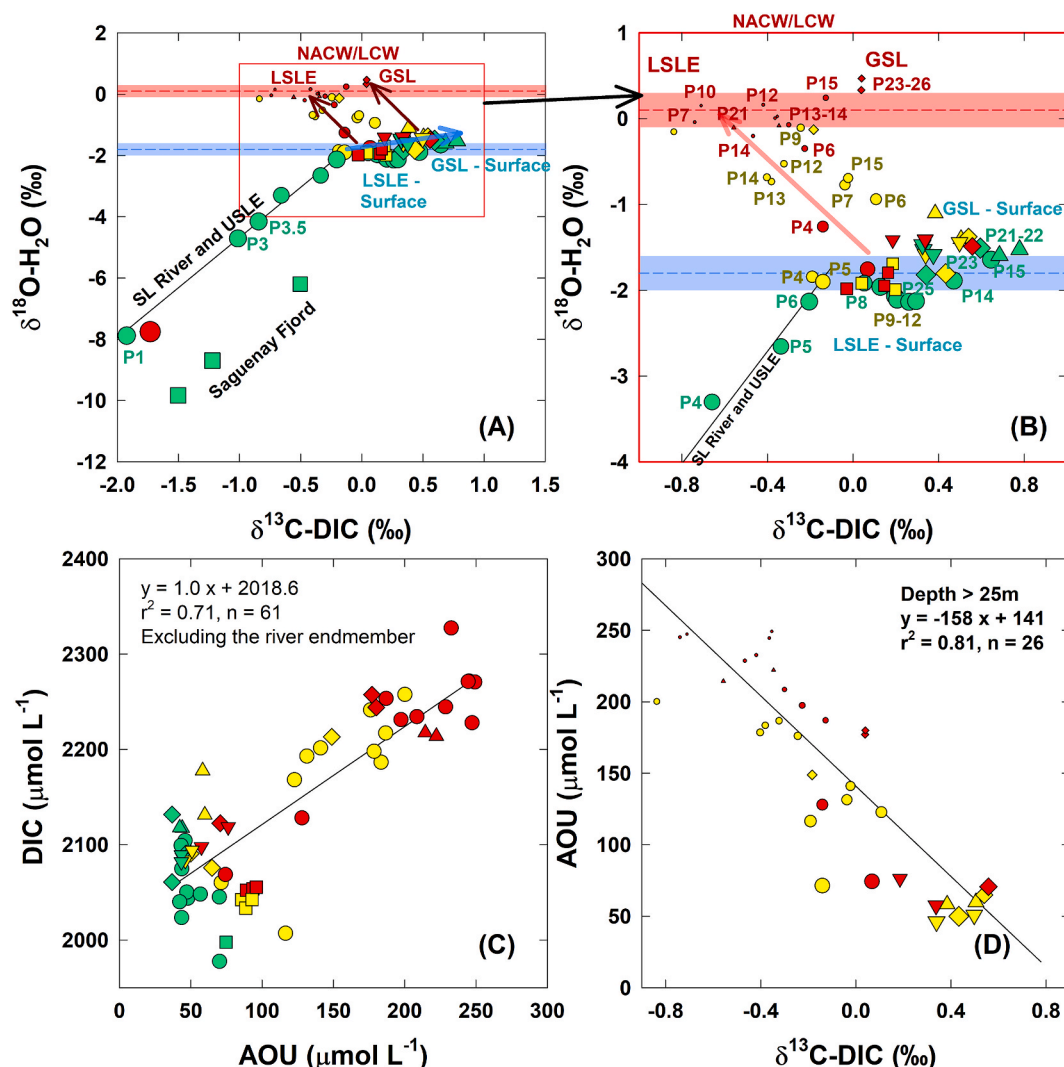 2
0
-2
-4
-6
-8
-10
-12
δ¹⁸O-H₂O (‰)
NACW/LCW
LSLE
GSL
GSL - Surface
LSLE -
Surface
SL River and USLE
P3.5
P3
P1
Saguenay Fjord
(A)
-2.0 -1.5 -1.0 -0.5 0.0 0.5 1.0 1.5
δ¹³C-DIC (‰)
1
0
-1
-2
-3
-4
δ¹⁸O-H₂O (‰)
NACW/LCW
LSLE
GSL
P23-26
P15
P10
P12
P7
P21
P13-14
P9
P14
P6
P12
P14
P13
P15
P7
P6
P4
GSL - Surface
P21-22
P23
P15
P4
P5
P25
P14
P6
P8
P9-12
LSLE - Surface
P5
P4
SL River and USLE
(B)
-0.8 -0.4 0.0 0.4 0.8
δ¹³C-DIC (‰)
2400
2300
2200
2100
2000
DIC (μmol L⁻¹)
y = 1.0 x + 2018.6
r² = 0.71, n = 61
Excluding the river endmember
(C)
0 50 100 150 200 250 300
AOU (μmol L⁻¹)
300
250
200
150
100
50
0
AOU (μmol L⁻¹)
Depth > 25m
y = -158 x + 141
r² = 0.81, n = 26
(D)
-0.8 -0.4 0.0 0.4 0.8
δ¹³C-DIC (‰)